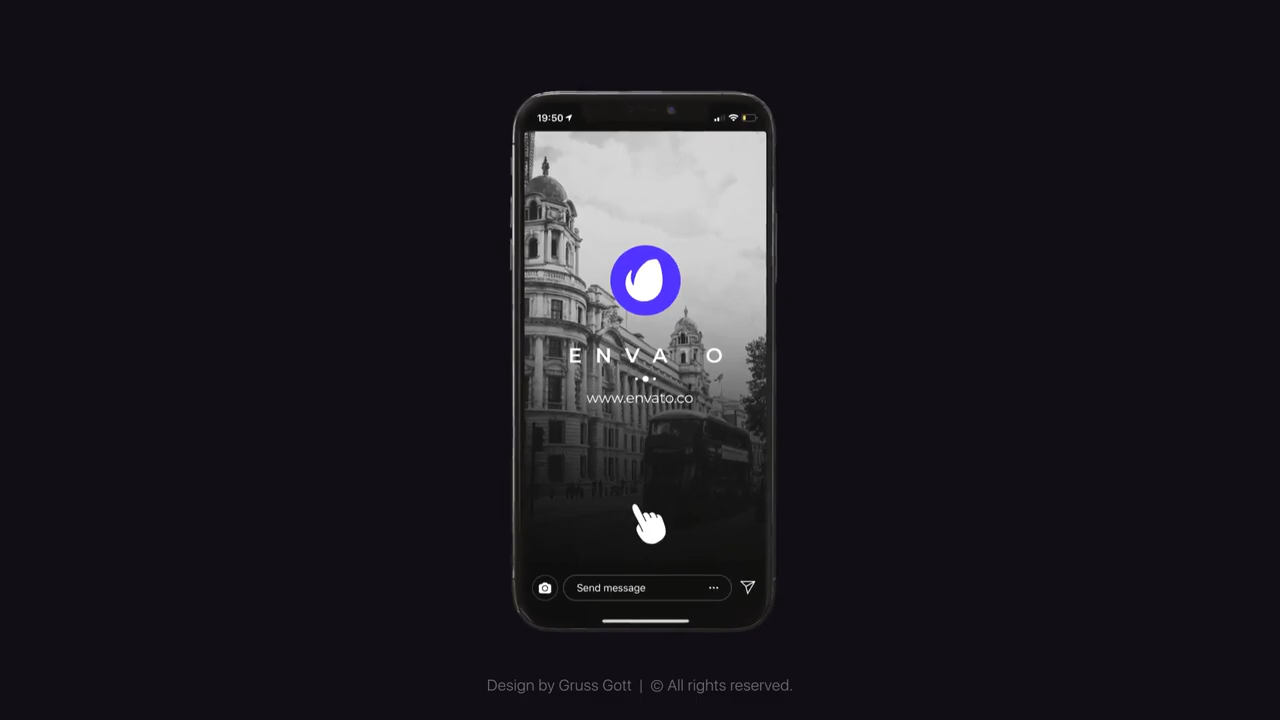 19:50
E N V A O
www.envato.co
Send message
Design by Gruss Gott | © All rights reserved.